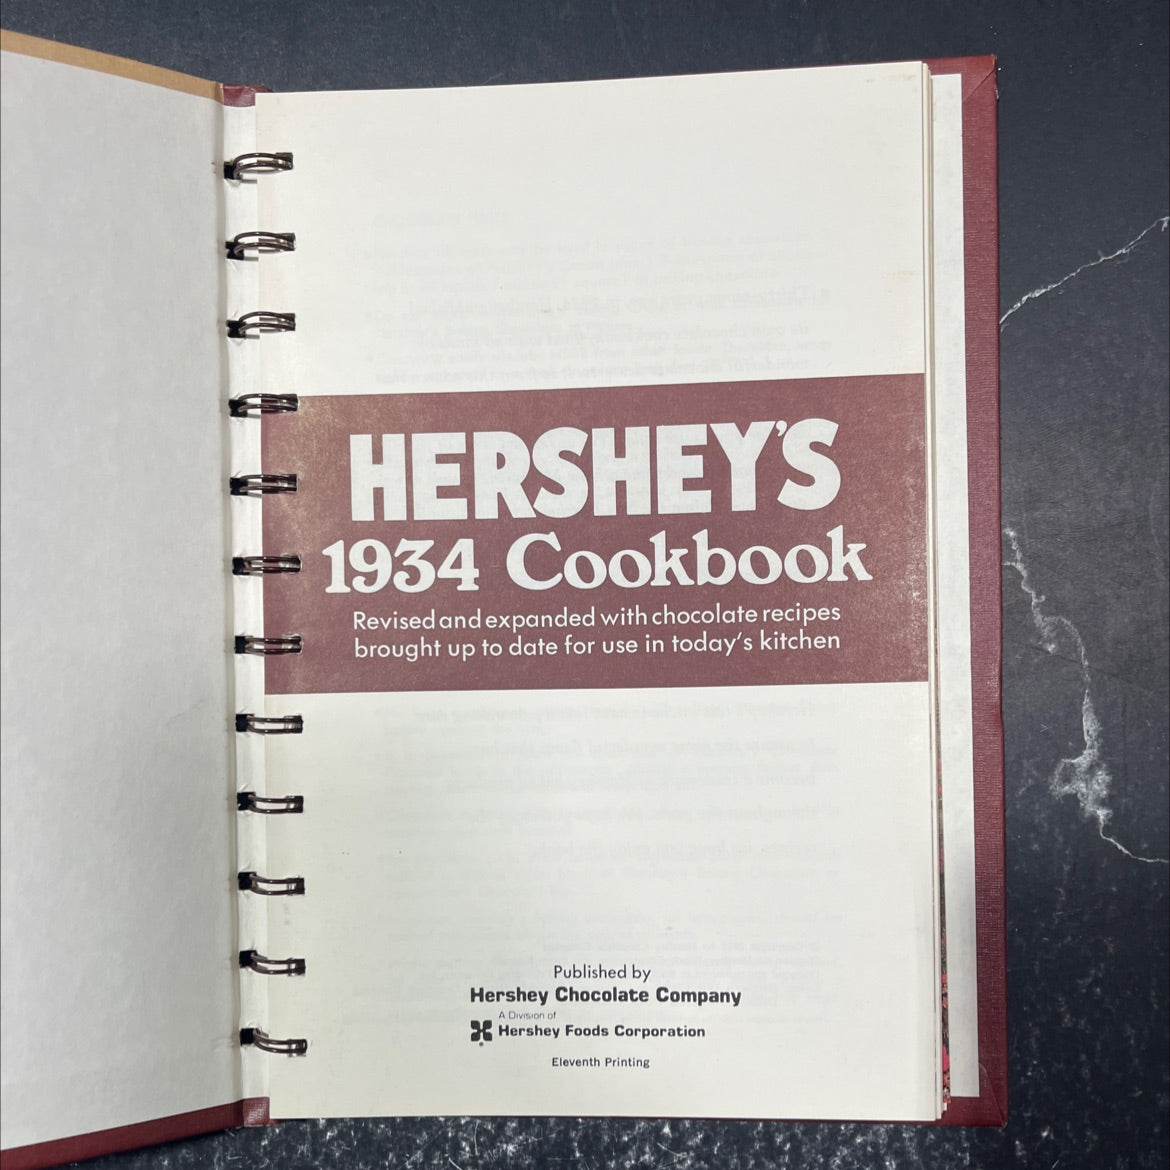 HERSHEY'S
1934 Cookbook
Revised and expanded with chocolate recipes
brought up to date for use in today's kitchen
Published by
Hershey Chocolate Company
A Division of
Hershey Foods Corporation
Eleventh Printing